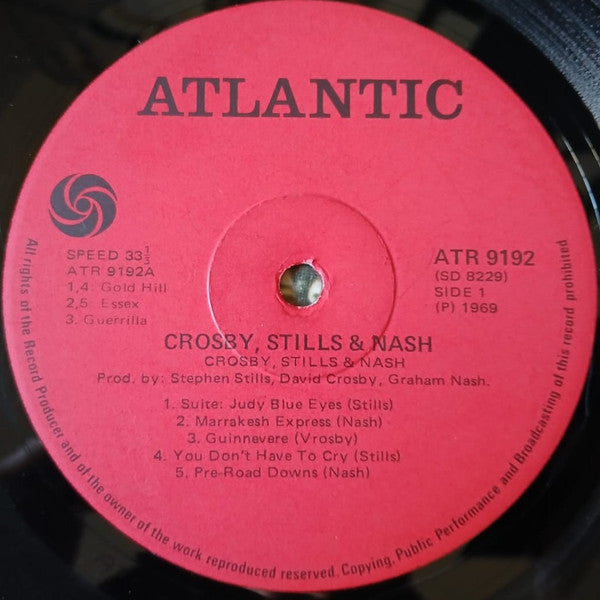 ATLANTIC
SPEED 33 1/3
ATR 9192A
1,4: Gold Hill
2,5: Essex
3. Guerrilla
ATR 9192
(SD 8229)
SIDE 1
(P) 1969
CROSBY, STILLS & NASH
CROSBY, STILLS & NASH
Prod. by: Stephen Stills, David Crosby, Graham Nash.
1. Suite: Judy Blue Eyes (Stills)
2. Marrakesh Express (Nash)
3. Guinnevere (Vrosby)
4. You Don't Have To Cry (Stills)
5. Pre-Road Downs (Nash)
All rights of the Record Producer and of the owner of the work reproduced reserved. Copying, Public Performance and Broadcasting of this record prohibited